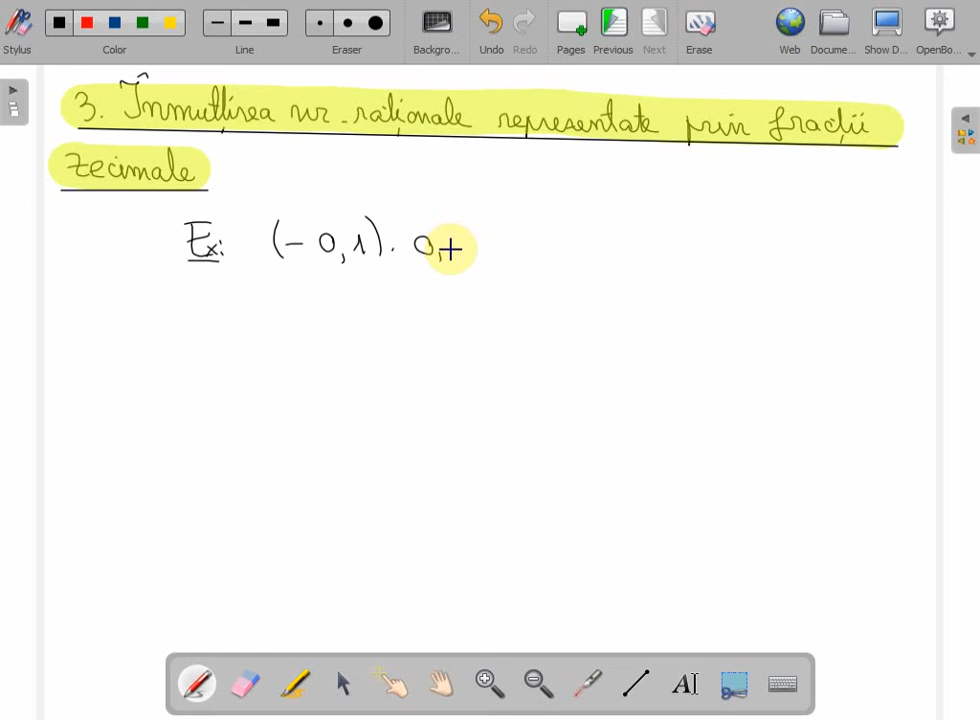 Color
Line
Eraser
Stylus
Backgro...
Undo
Redo
Pages
Previous
Next
Erase
Web
Docume...
Show D...
OpenBo...
3. Înmulțirea nr. raționale reprezentate prin fracții
zecimale
Ex: (-0,1). 0,
AI